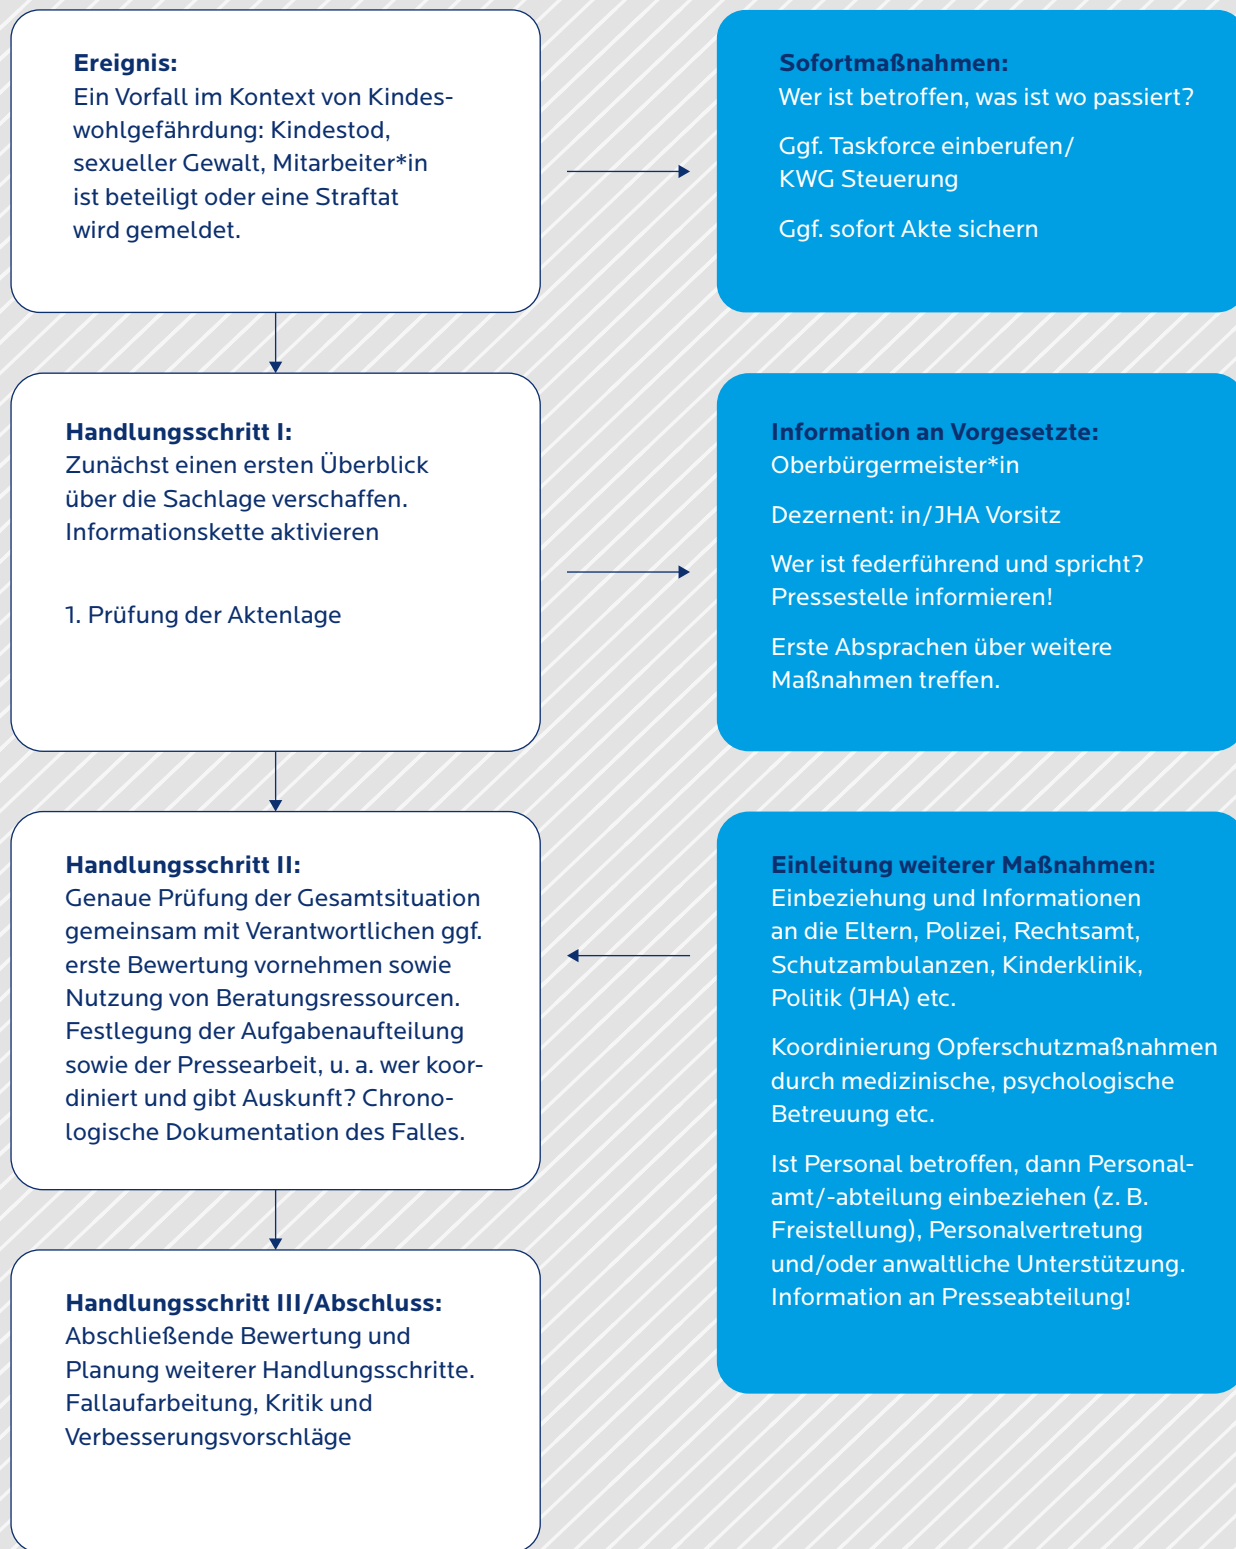 Ereignis:
Ein Vorfall im Kontext von Kindes-
wohlgefährdung: Kindestod,
sexueller Gewalt, Mitarbeiter*in
ist beteiligt oder eine Straftat
wird gemeldet.
Sofortmaßnahmen:
Wer ist betroffen, was ist wo passiert?
Ggf. Taskforce einberufen/
KWG Steuerung
Ggf. sofort Akte sichern
Handlungsschritt I:
Zunächst einen ersten Überblick
über die Sachlage verschaffen.
Informationskette aktivieren
1. Prüfung der Aktenlage
Information an Vorgesetzte:
Oberbürgermeister*in
Dezernent: in/JHA Vorsitz
Wer ist federführend und spricht?
Pressestelle informieren!
Erste Absprachen über weitere
Maßnahmen treffen.
Handlungsschritt II:
Genaue Prüfung der Gesamtsituation
gemeinsam mit Verantwortlichen ggf.
erste Bewertung vornehmen sowie
Nutzung von Beratungsressourcen.
Festlegung der Aufgabenaufteilung
sowie der Pressearbeit, u. a. wer koor-
diniert und gibt Auskunft? Chrono-
logische Dokumentation des Falles.
Einleitung weiterer Maßnahmen:
Einbeziehung und Informationen
an die Eltern, Polizei, Rechtsamt,
Schutzambulanzen, Kinderklinik,
Politik (JHA) etc.
Koordinierung Opferschutzmaßnahmen
durch medizinische, psychologische
Betreuung etc.
Ist Personal betroffen, dann Personal-
amt/-abteilung einbeziehen (z. B.
Freistellung), Personalvertretung
und/oder anwaltliche Unterstützung.
Information an Presseabteilung!
Handlungsschritt III/Abschluss:
Abschließende Bewertung und
Planung weiterer Handlungsschritte.
Fallaufarbeitung, Kritik und
Verbesserungsvorschläge